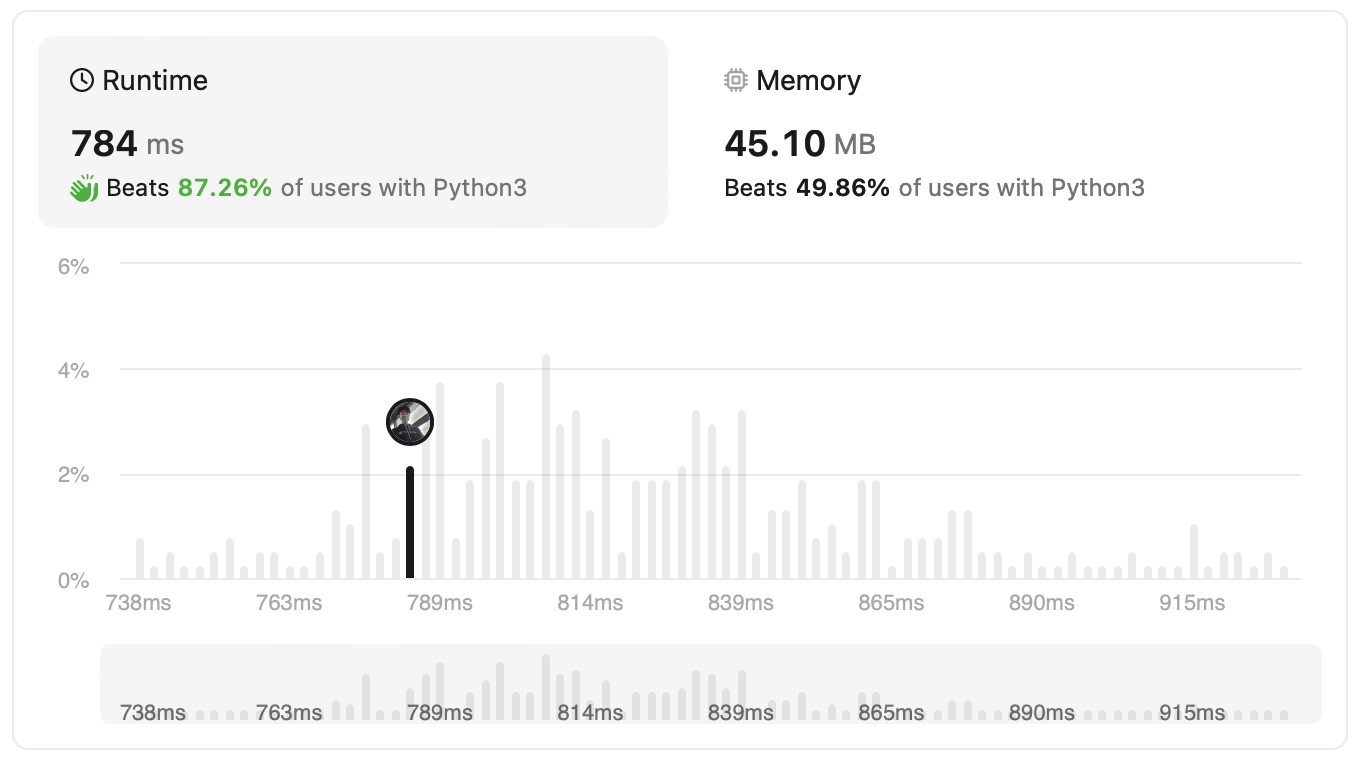 Runtime
784 ms
Beats 87.26% of users with Python3
Memory
45.10 MB
Beats 49.86% of users with Python3
6%
4%
2%
0%
738ms 763ms 789ms 814ms 839ms 865ms 890ms 915ms
738ms 763ms 789ms 814ms 839ms 865ms 890ms 915ms